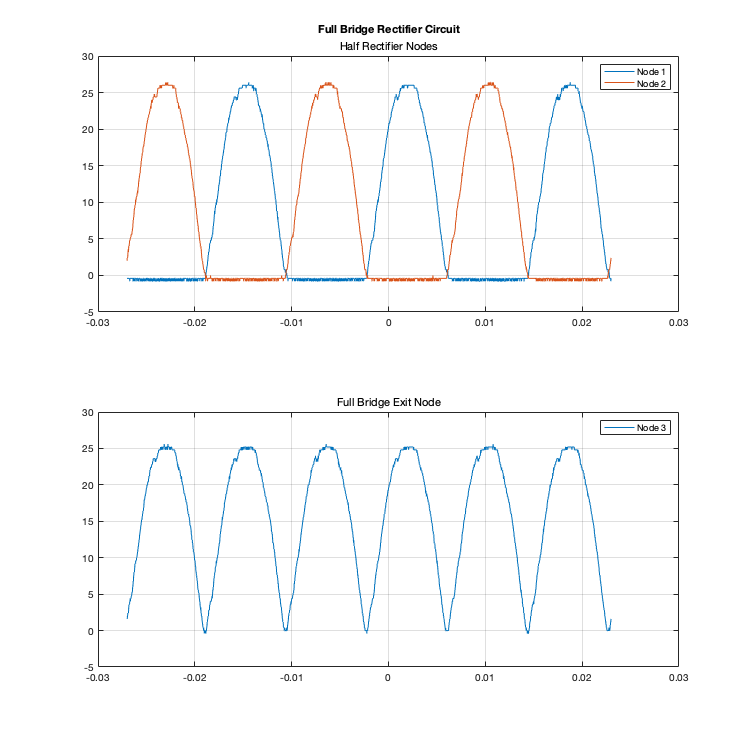 Full Bridge Rectifier Circuit
Half Rectifier Nodes
30
25
20
15
10
5
0
-5
-0.03 -0.02 -0.01 0 0.01 0.02 0.03
Node 1
Node 2
Full Bridge Exit Node
30
25
20
15
10
5
0
-5
-0.03 -0.02 -0.01 0 0.01 0.02 0.03
Node 3